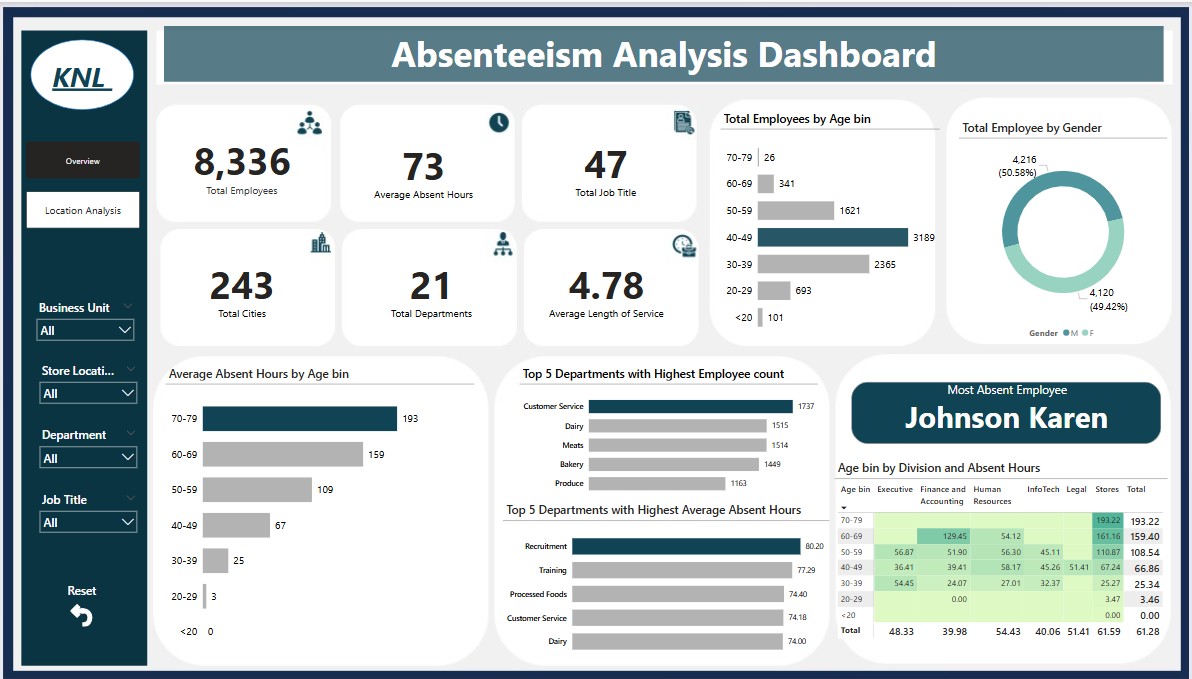 Absenteeism Analysis Dashboard
KNL
Overview
Location Analysis
Business Unit
All
Store Locati...
All
Department
All
Job Title
All
Reset
8,336
Total Employees
73
Average Absent Hours
47
Total Job Title
243
Total Cities
21
Total Departments
4.78
Average Length of Service
Total Employees by Age bin
70-79 26
60-69 341
50-59 1621
40-49 3189
30-39 2365
20-29 693
<20 101
Total Employee by Gender
4,216
(50.58%)
4,120
(49.42%)
Gender M F
Average Absent Hours by Age bin
70-79 193
60-69 159
50-59 109
40-49 67
30-39 25
20-29 3
<20 0
Top 5 Departments with Highest Employee count
Customer Service 1737
Dairy 1515
Meats 1514
Bakery 1449
Produce 1163
Top 5 Departments with Highest Average Absent Hours
Recruitment 80.20
Training 77.29
Processed Foods 74.40
Customer Service 74.18
Dairy 74.00
Most Absent Employee
Johnson Karen
Age bin by Division and Absent Hours
Age bin Executive Finance and Human InfoTech Legal Stores Total
Accounting Resources
70-79 193.22 193.22
60-69 129.45 54.12 161.16 159.40
50-59 56.87 51.90 56.30 45.11 110.87 108.54
40-49 36.41 39.41 58.17 45.26 51.41 67.24 66.86
30-39 54.45 24.07 27.01 32.37 25.27 25.34
20-29 0.00 3.47 3.46
<20 0.00 0.00
Total 48.33 39.98 54.43 40.06 51.41 61.59 61.28